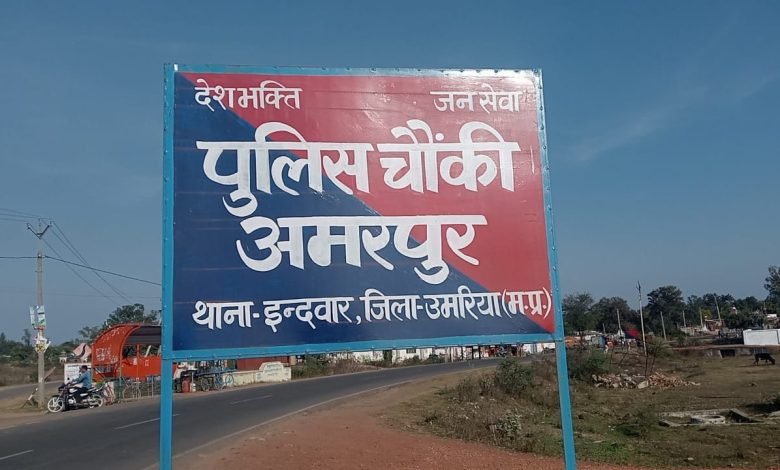 देशभक्ति जन सेवा
पुलिस चौंकी
अमरपुर
थाना-इन्दवार, जिला-उमरिया (म.प्र.)